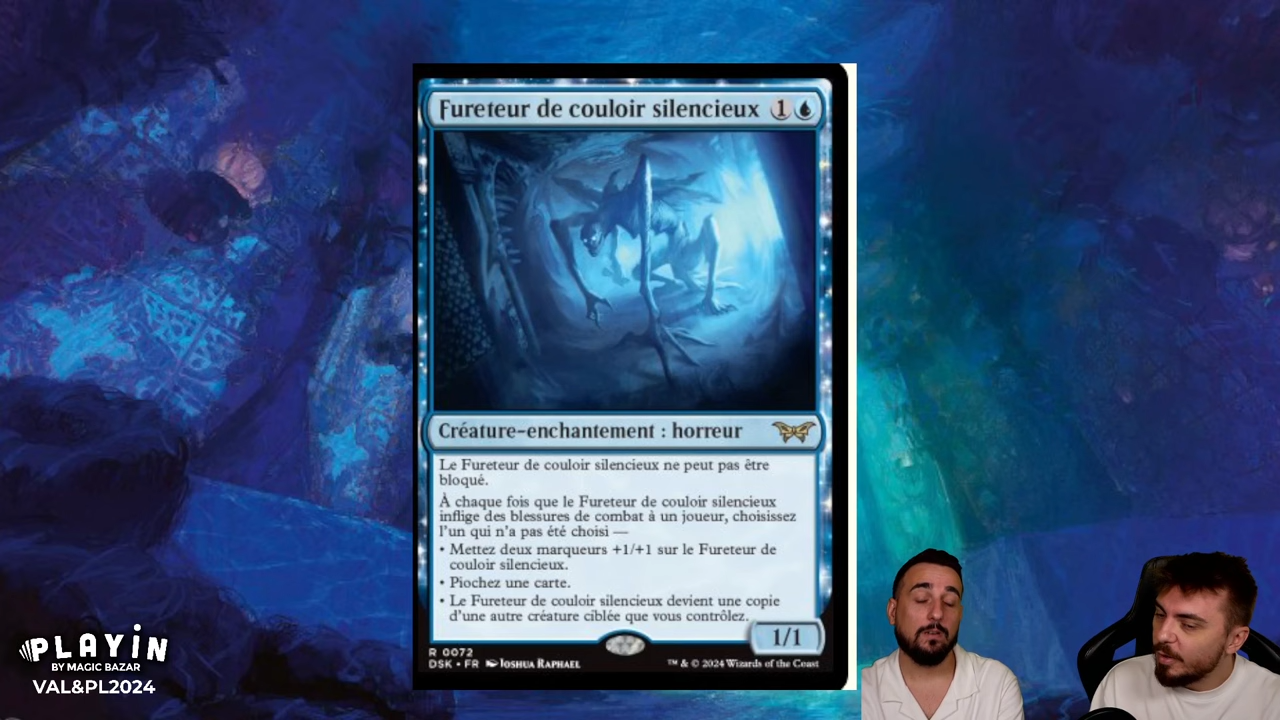 Fureteur de couloir silencieux 1
Créature-enchantement : horreur
Le Fureteur de couloir silencieux ne peut pas être
bloqué.
À chaque fois que le Fureteur de couloir silencieux
inflige des blessures de combat à un joueur, choisissez
l'un qui n'a pas été choisi —
• Mettez deux marqueurs +1/+1 sur le Fureteur de
couloir silencieux.
• Piochez une carte.
• Le Fureteur de couloir silencieux devient une copie
d'une autre créature ciblée que vous contrôlez.
1/1
R 0072
DSK • FR JOSHUA RAPHAEL
™ & © 2024 Wizards of the Coast
PLAYIN
BY MAGIC BAZAR
VAL&PL2024